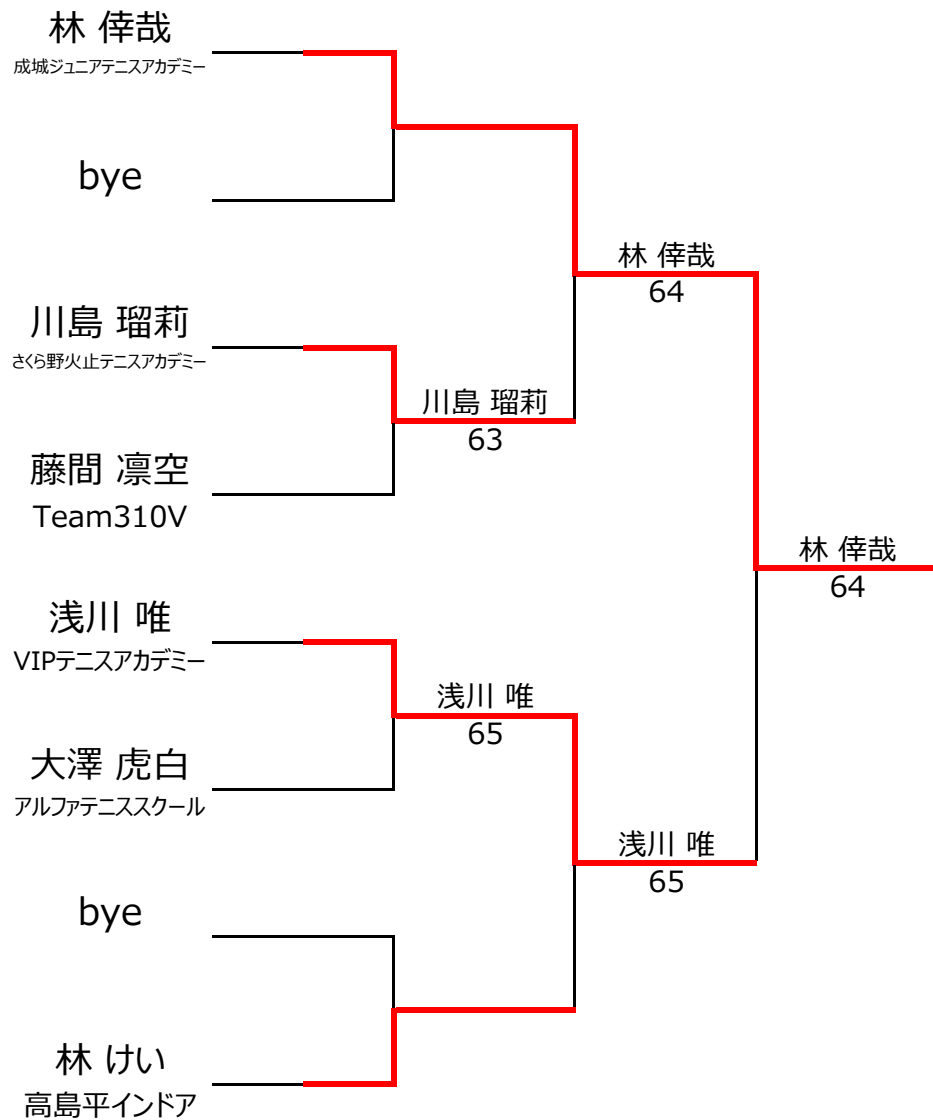 林 倖哉
成城ジュニアテニスアカデミー
bye
川島 瑠莉
さくら野火止テニスアカデミー
藤間 凛空
Team310V
浅川 唯
VIPテニスアカデミー
大澤 虎白
アルファテニススクール
bye
林 けい
高島平インドア
川島 瑠莉
63
浅川 唯
65
林 倖哉
64
浅川 唯
65
林 倖哉
64